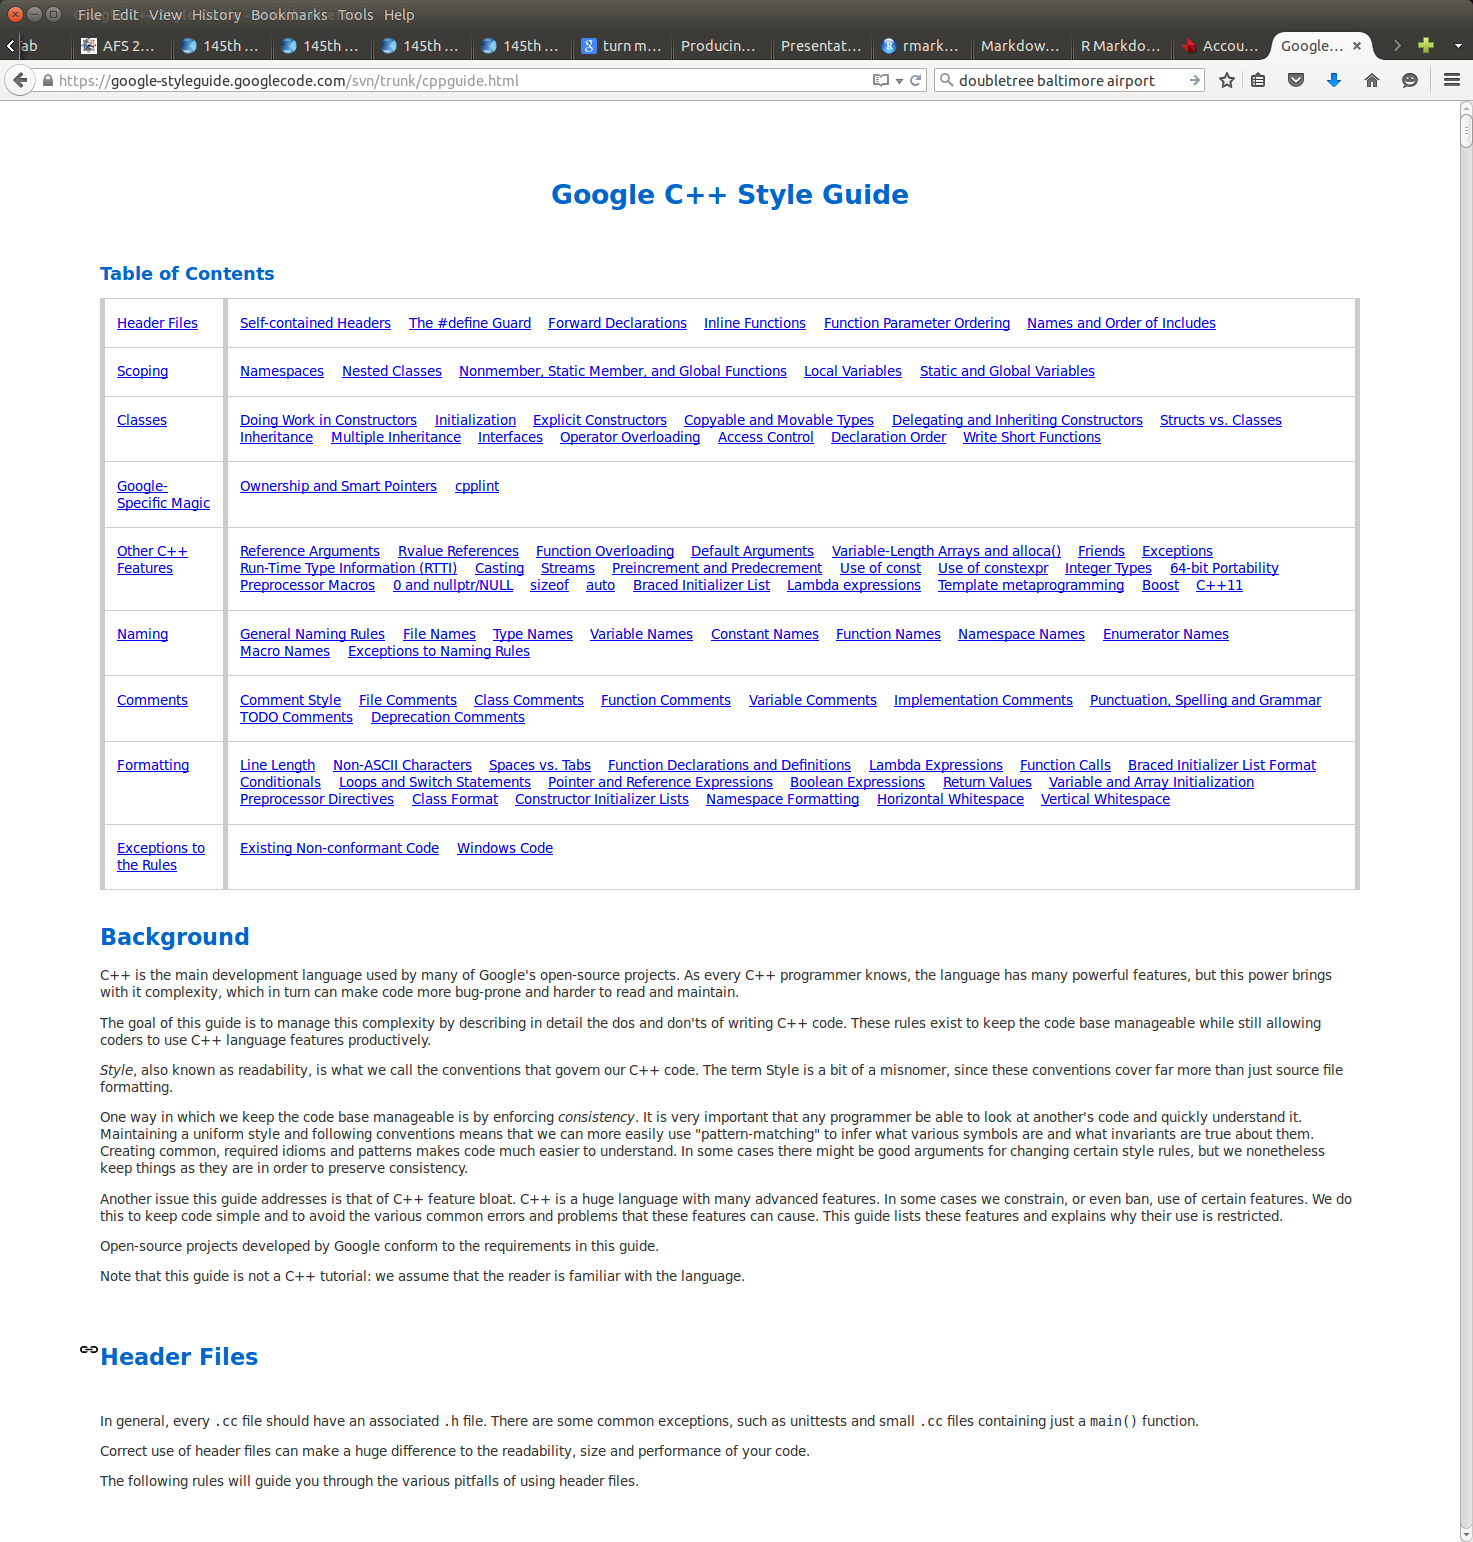 File Edit View History Bookmarks Tools Help
ab AFS 2... 145th ... 145th ... 145th ... 145th ... turn m... Producin... Presentat... rmark... Markdow... R Markdo... Accou... Google...
https://google-styleguide.googlecode.com/svn/trunk/cppguide.html doubletree baltimore airport
Google C++ Style Guide
Table of Contents
Header Files Self-contained Headers The #define Guard Forward Declarations Inline Functions Function Parameter Ordering Names and Order of Includes
Scoping Namespaces Nested Classes Nonmember, Static Member, and Global Functions Local Variables Static and Global Variables
Classes Doing Work in Constructors Initialization Explicit Constructors Copyable and Movable Types Delegating and Inheriting Constructors Structs vs. Classes
Inheritance Multiple Inheritance Interfaces Operator Overloading Access Control Declaration Order Write Short Functions
Google- Ownership and Smart Pointers cpplint
Specific Magic
Other C++ Reference Arguments Rvalue References Function Overloading Default Arguments Variable-Length Arrays and alloca() Friends Exceptions
Features Run-Time Type Information (RTTI) Casting Streams Preincrement and Predecrement Use of const Use of constexpr Integer Types 64-bit Portability
Preprocessor Macros 0 and nullptr/NULL sizeof auto Braced Initializer List Lambda expressions Template metaprogramming Boost C++11
Naming General Naming Rules File Names Type Names Variable Names Constant Names Function Names Namespace Names Enumerator Names
Macro Names Exceptions to Naming Rules
Comments Comment Style File Comments Class Comments Function Comments Variable Comments Implementation Comments Punctuation, Spelling and Grammar
TODO Comments Deprecation Comments
Formatting Line Length Non-ASCII Characters Spaces vs. Tabs Function Declarations and Definitions Lambda Expressions Function Calls Braced Initializer List Format
Conditionals Loops and Switch Statements Pointer and Reference Expressions Boolean Expressions Return Values Variable and Array Initialization
Preprocessor Directives Class Format Constructor Initializer Lists Namespace Formatting Horizontal Whitespace Vertical Whitespace
Exceptions to Existing Non-conformant Code Windows Code
the Rules
Background
C++ is the main development language used by many of Google's open-source projects. As every C++ programmer knows, the language has many powerful features, but this power brings
with it complexity, which in turn can make code more bug-prone and harder to read and maintain.
The goal of this guide is to manage this complexity by describing in detail the dos and don'ts of writing C++ code. These rules exist to keep the code base manageable while still allowing
coders to use C++ language features productively.
Style, also known as readability, is what we call the conventions that govern our C++ code. The term Style is a bit of a misnomer, since these conventions cover far more than just source file
formatting.
One way in which we keep the code base manageable is by enforcing consistency. It is very important that any programmer be able to look at another's code and quickly understand it.
Maintaining a uniform style and following conventions means that we can more easily use "pattern-matching" to infer what various symbols are and what invariants are true about them.
Creating common, required idioms and patterns makes code much easier to understand. In some cases there might be good arguments for changing certain style rules, but we nonetheless
keep things as they are in order to preserve consistency.
Another issue this guide addresses is that of C++ feature bloat. C++ is a huge language with many advanced features. In some cases we constrain, or even ban, use of certain features. We do
this to keep code simple and to avoid the various common errors and problems that these features can cause. This guide lists these features and explains why their use is restricted.
Open-source projects developed by Google conform to the requirements in this guide.
Note that this guide is not a C++ tutorial: we assume that the reader is familiar with the language.
Header Files
In general, every .cc file should have an associated .h file. There are some common exceptions, such as unittests and small .cc files containing just a main() function.
Correct use of header files can make a huge difference to the readability, size and performance of your code.
The following rules will guide you through the various pitfalls of using header files.